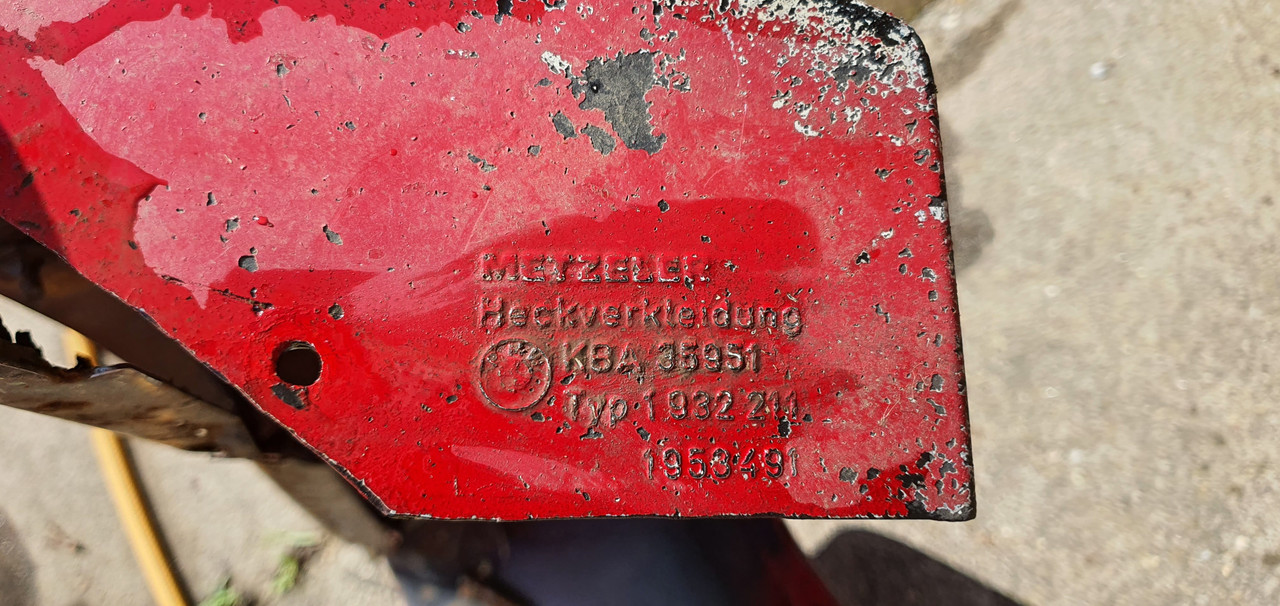 METZELER
Heckverkleidung
KBA 35951
Typ 1 932 211
1958491